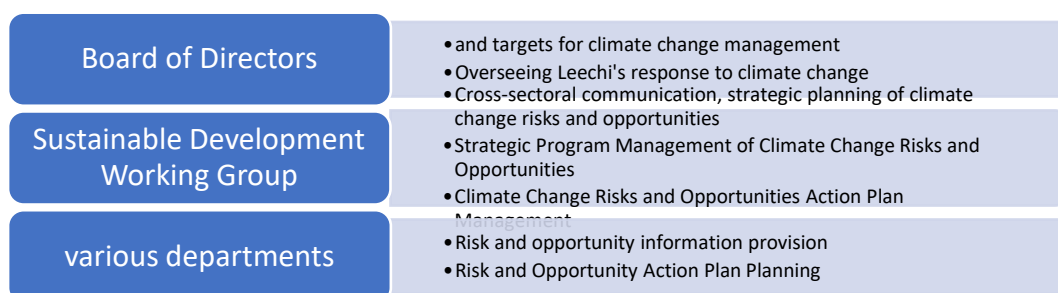 Board of Directors
•and targets for climate change management
•Overseeing Leechi's response to climate change
Sustainable Development
Working Group
•Cross-sectoral communication, strategic planning of climate
change risks and opportunities
•Strategic Program Management of Climate Change Risks and
Opportunities
•Climate Change Risks and Opportunities Action Plan
Management
various departments
•Risk and opportunity information provision
•Risk and Opportunity Action Plan Planning